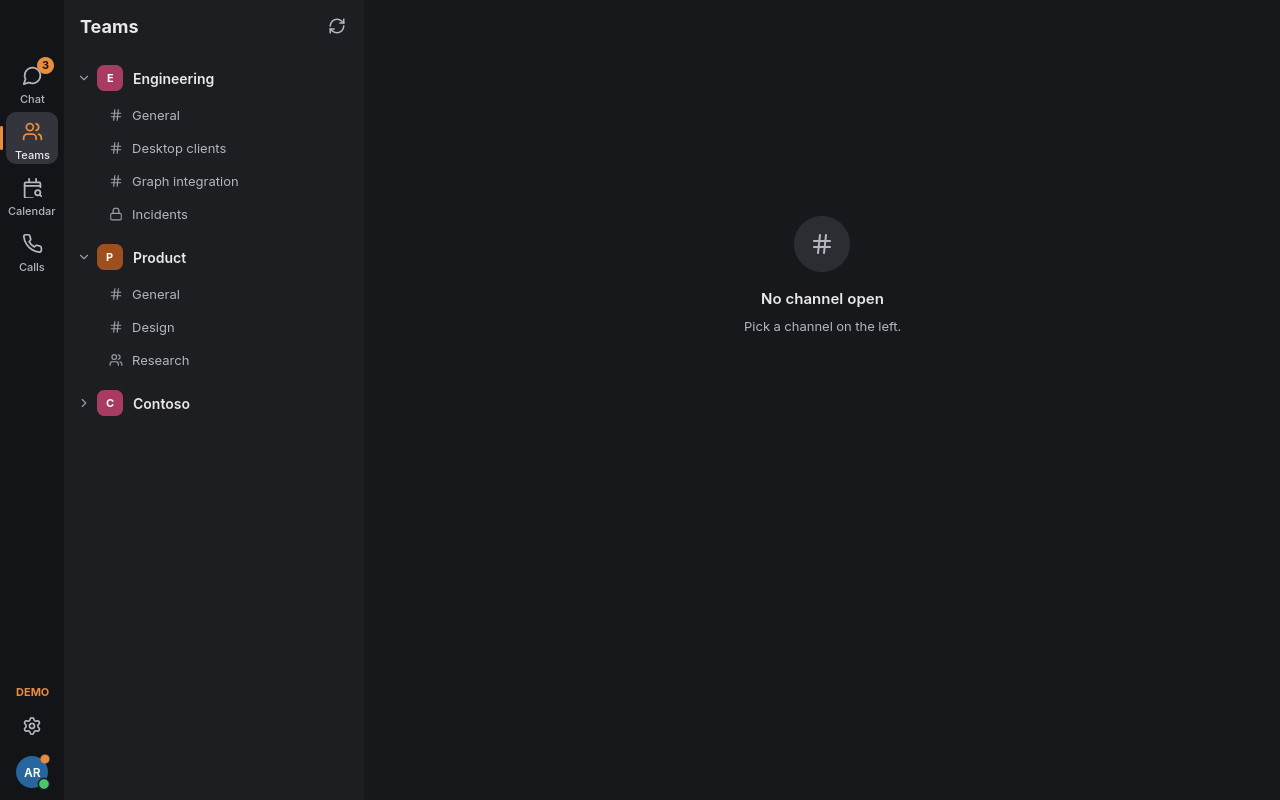 Teams
3
Chat
Teams
Calendar
Calls
E Engineering
General
Desktop clients
Graph integration
Incidents
P Product
General
Design
Research
C Contoso
No channel open
Pick a channel on the left.
DEMO
AR